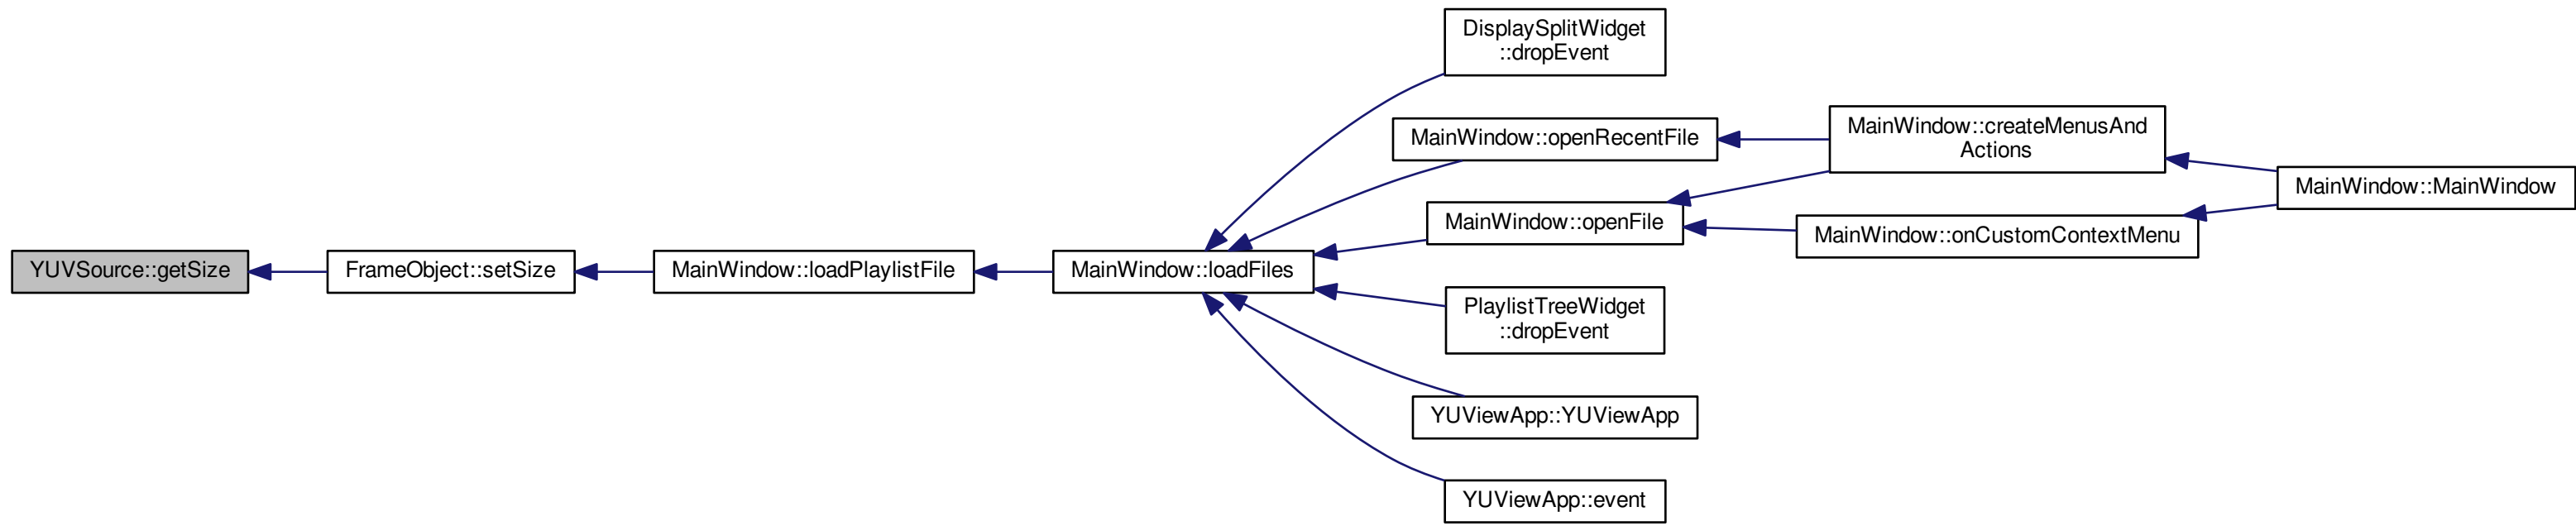 DisplaySplitWidget
::dropEvent
MainWindow::openRecentFile
MainWindow::createMenusAnd
Actions
MainWindow::MainWindow
MainWindow::openFile
MainWindow::onCustomContextMenu
YUVSource::getSize
FrameObject::setSize
MainWindow::loadPlaylistFile
MainWindow::loadFiles
PlaylistTreeWidget
::dropEvent
YUViewApp::YUViewApp
YUViewApp::event